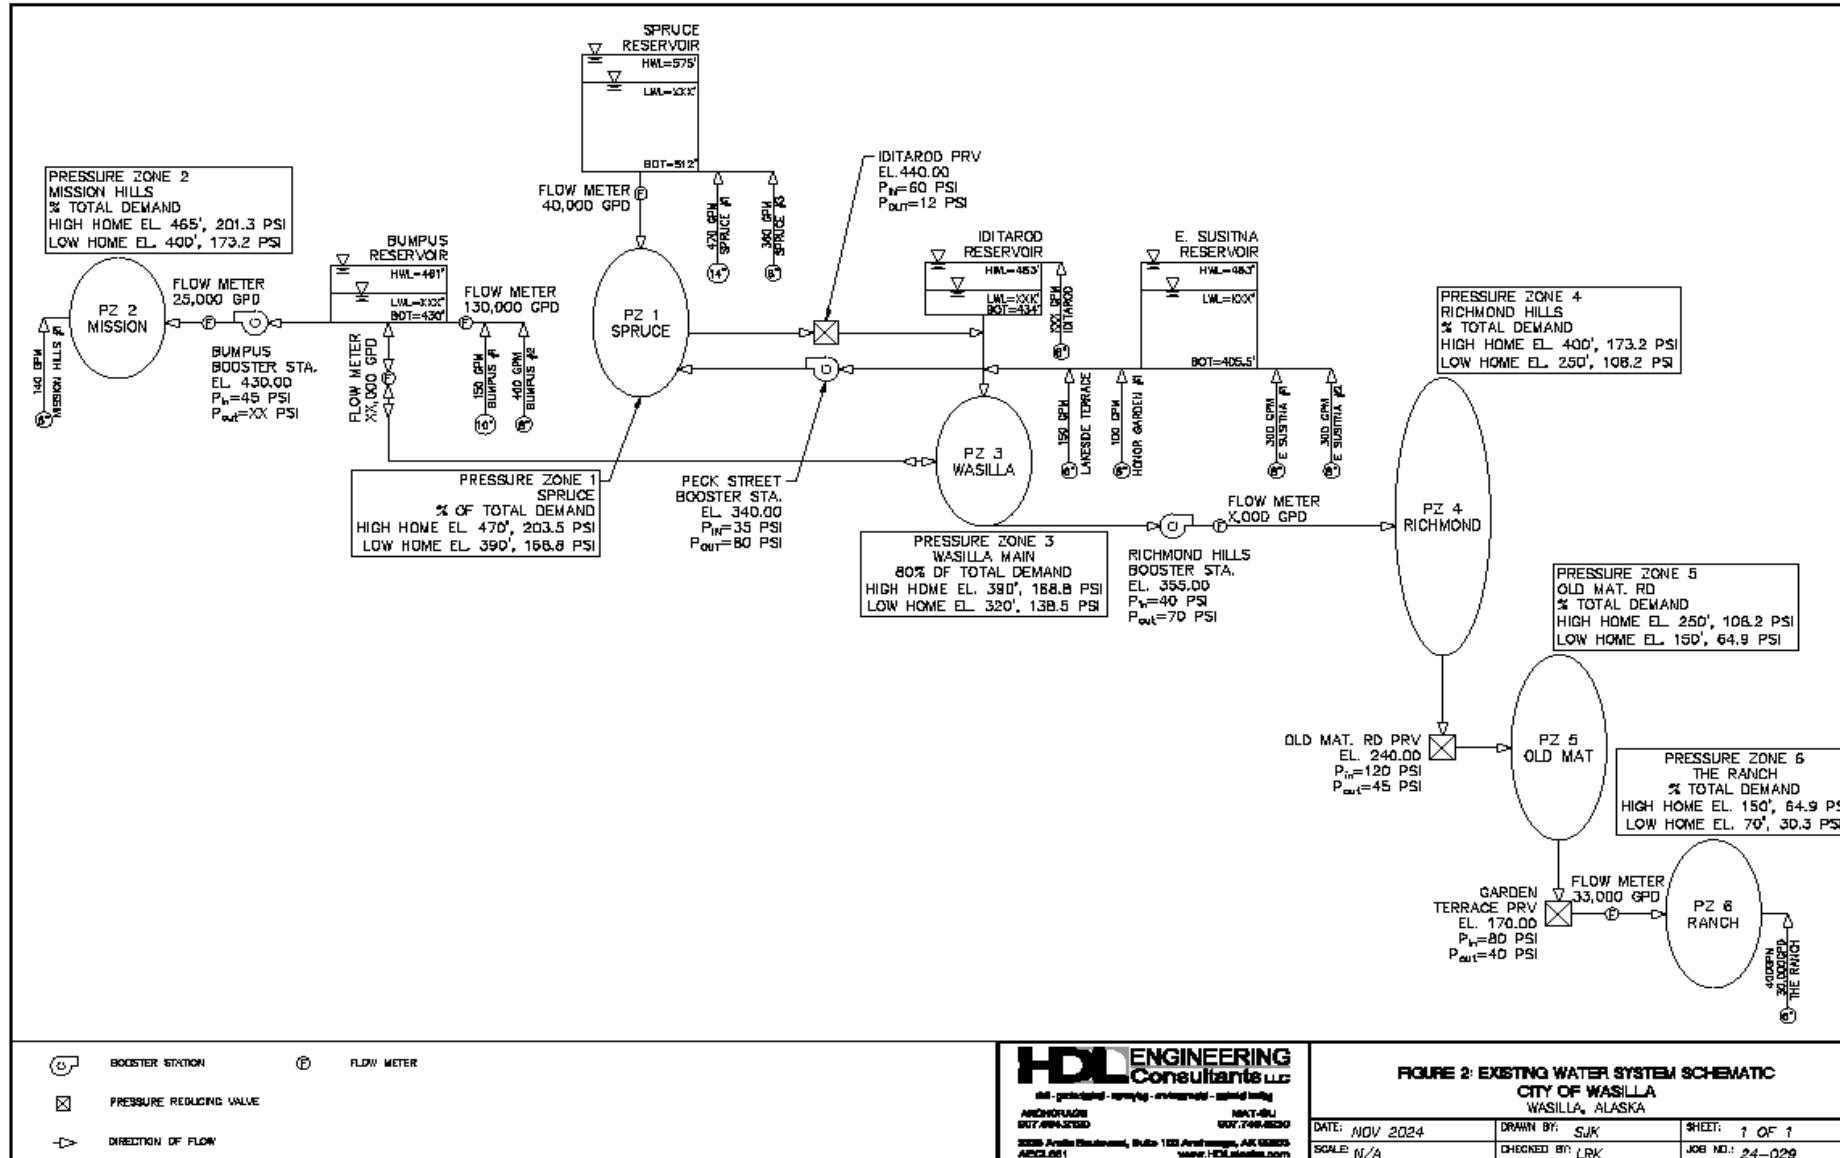 SPRUCE
RESERVOIR
HWL=575'
LWL=XXX'
BOT=512'
FLOW METER
40,000 GPD
F
470 GPM
SPRUCE #1
14"
360 GPM
SPRUCE #3
8"
IDITAROD PRV
EL.440.00
PIN=60 PSI
POUT=12 PSI
PRESSURE ZONE 2
MISSION HILLS
% TOTAL DEMAND
HIGH HOME EL. 465', 201.3 PSI
LOW HOME EL. 400', 173.2 PSI
PZ 2
MISSION
140 GPM
MISSION HILLS #1
FLOW METER
25,000 GPD
F
BUMPUS
BOOSTER STA.
EL. 430.00
Pin=45 PSI
Pout=XX PSI
BUMPUS
RESERVOIR
HWL=461'
LWL=XXX'
BOT=430'
FLOW METER
130,000 GPD
F
FLOW METER
XX,000 GPD
F
150 GPM
BUMPUS #1
10"
400 GPM
BUMPUS #2
8"
PZ 1
SPRUCE
IDITAROD
RESERVOIR
HWL=463'
LWL=XXX'
BOT=434'
XXX GPM
IDITAROD
E. SUSITNA
RESERVOIR
HWL=463'
LWL=XXX'
BOT=405.5'
150 GPM
LAKESIDE TERRACE
100 GPM
HONOR GARDEN #1
300 GPM
E SUSITNA #1
300 GPM
E SUSITNA #2
PRESSURE ZONE 4
RICHMOND HILLS
% TOTAL DEMAND
HIGH HOME EL. 400', 173.2 PSI
LOW HOME EL. 250', 108.2 PSI
PRESSURE ZONE 1
SPRUCE
% OF TOTAL DEMAND
HIGH HOME EL. 470', 203.5 PSI
LOW HOME EL. 390', 168.8 PSI
PECK STREET
BOOSTER STA.
EL. 340.00
PIN=35 PSI
POUT=80 PSI
PZ 3
WASILLA
PRESSURE ZONE 3
WASILLA MAIN
80% OF TOTAL DEMAND
HIGH HOME EL. 390', 168.8 PSI
LOW HOME EL. 320', 138.5 PSI
RICHMOND HILLS
BOOSTER STA.
EL. 355.00
Pin=40 PSI
Pout=70 PSI
FLOW METER
X,000 GPD
F
PZ 4
RICHMOND
PRESSURE ZONE 5
OLD MAT. RD
% TOTAL DEMAND
HIGH HOME EL. 250', 108.2 PSI
LOW HOME EL. 150', 64.9 PSI
OLD MAT. RD PRV
EL. 240.00
Pin=120 PSI
Pout=45 PSI
PZ 5
OLD MAT
PRESSURE ZONE 6
THE RANCH
% TOTAL DEMAND
HIGH HOME EL. 150', 64.9 PSI
LOW HOME EL. 70', 30.3 PSI
GARDEN
TERRACE PRV
EL. 170.00
Pin=80 PSI
Pout=40 PSI
FLOW METER
33,000 GPD
F
PZ 6
RANCH
30,000GPD
THE RANCH
BOOSTER STATION
F
FLOW METER
PRESSURE REDUCING VALVE
DIRECTION OF FLOW
HDL ENGINEERING
Consultants LLC
ANCHORAGE
MAT-SU
AECL861
www.HDLalaska.com
FIGURE 2: EXISTING WATER SYSTEM SCHEMATIC
CITY OF WASILLA
WASILLA, ALASKA
DATE: NOV 2024
DRAWN BY: SJK
SHEET: 1 OF 1
SCALE: N/A
CHECKED BY: LRK
JOB NO.: 24-029